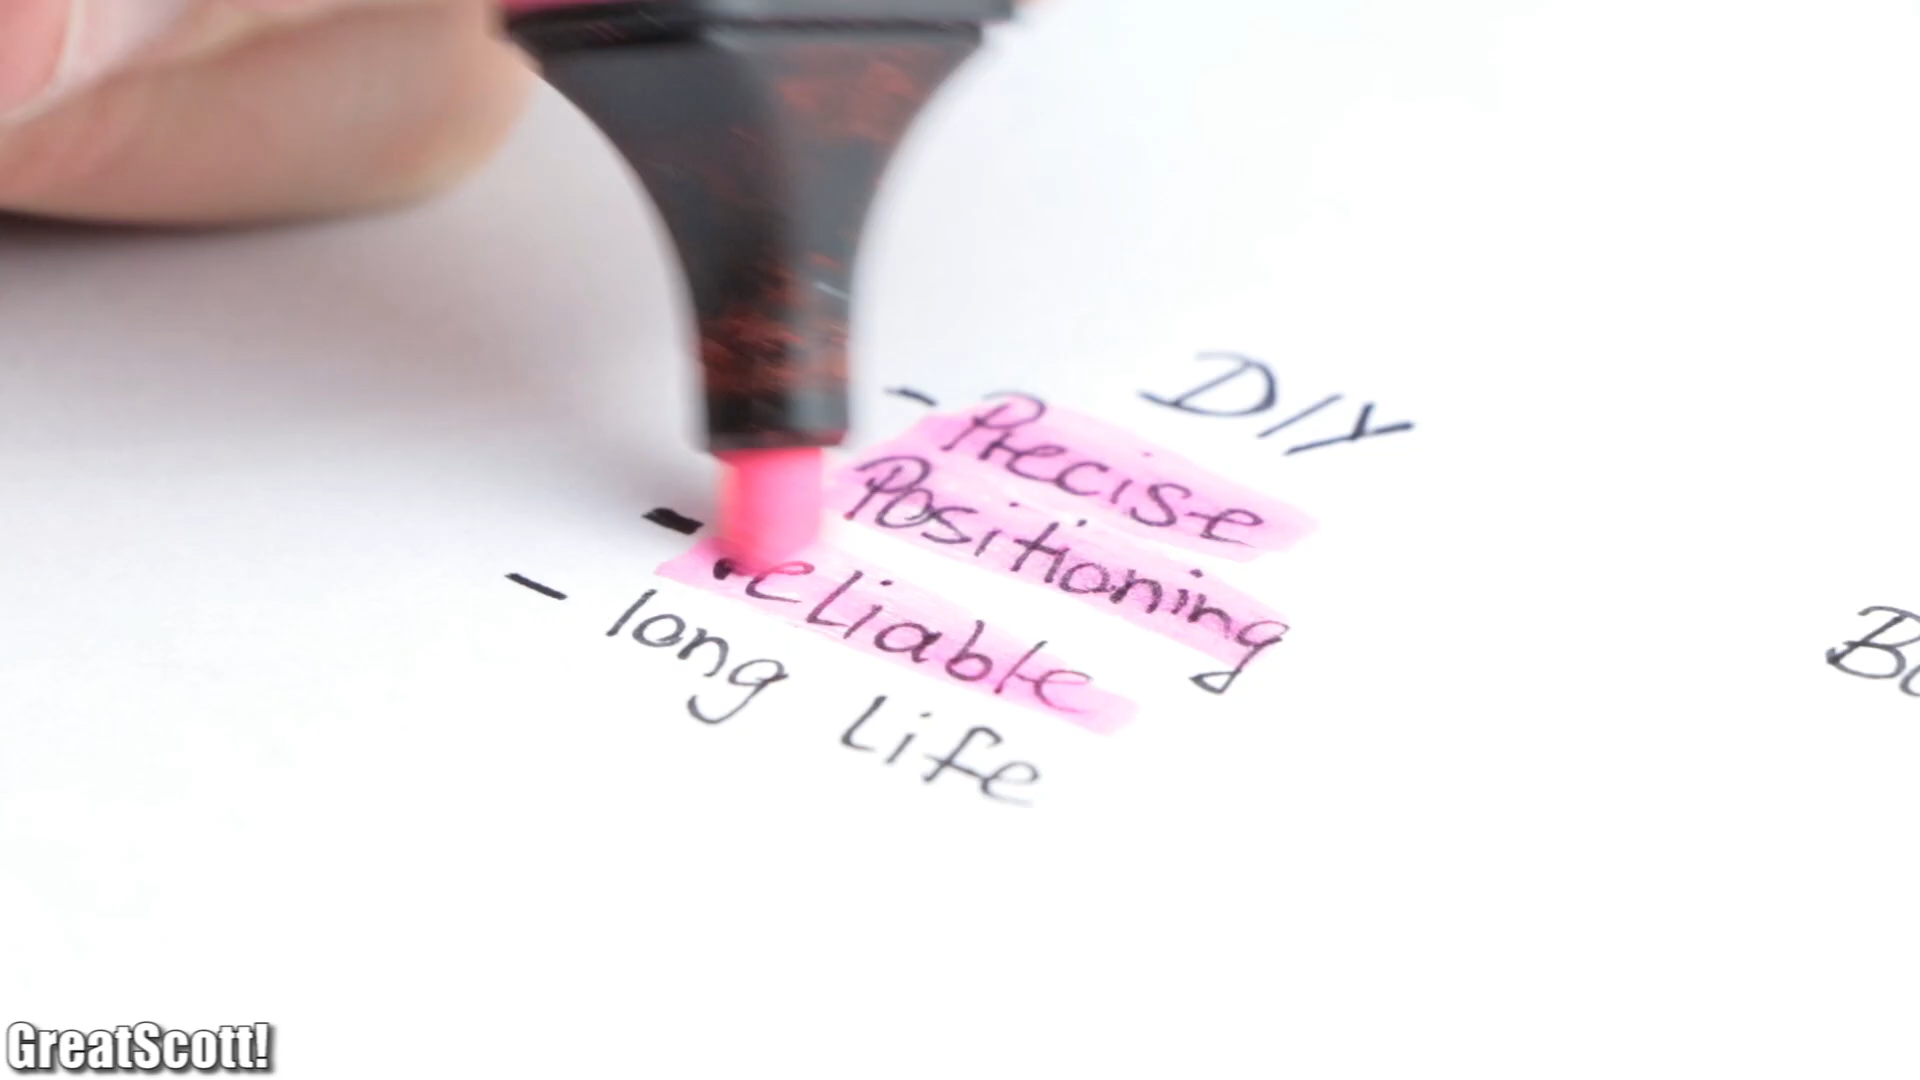 DIY
- Precise
Positioning
- reliable
- long life
GreatScott!